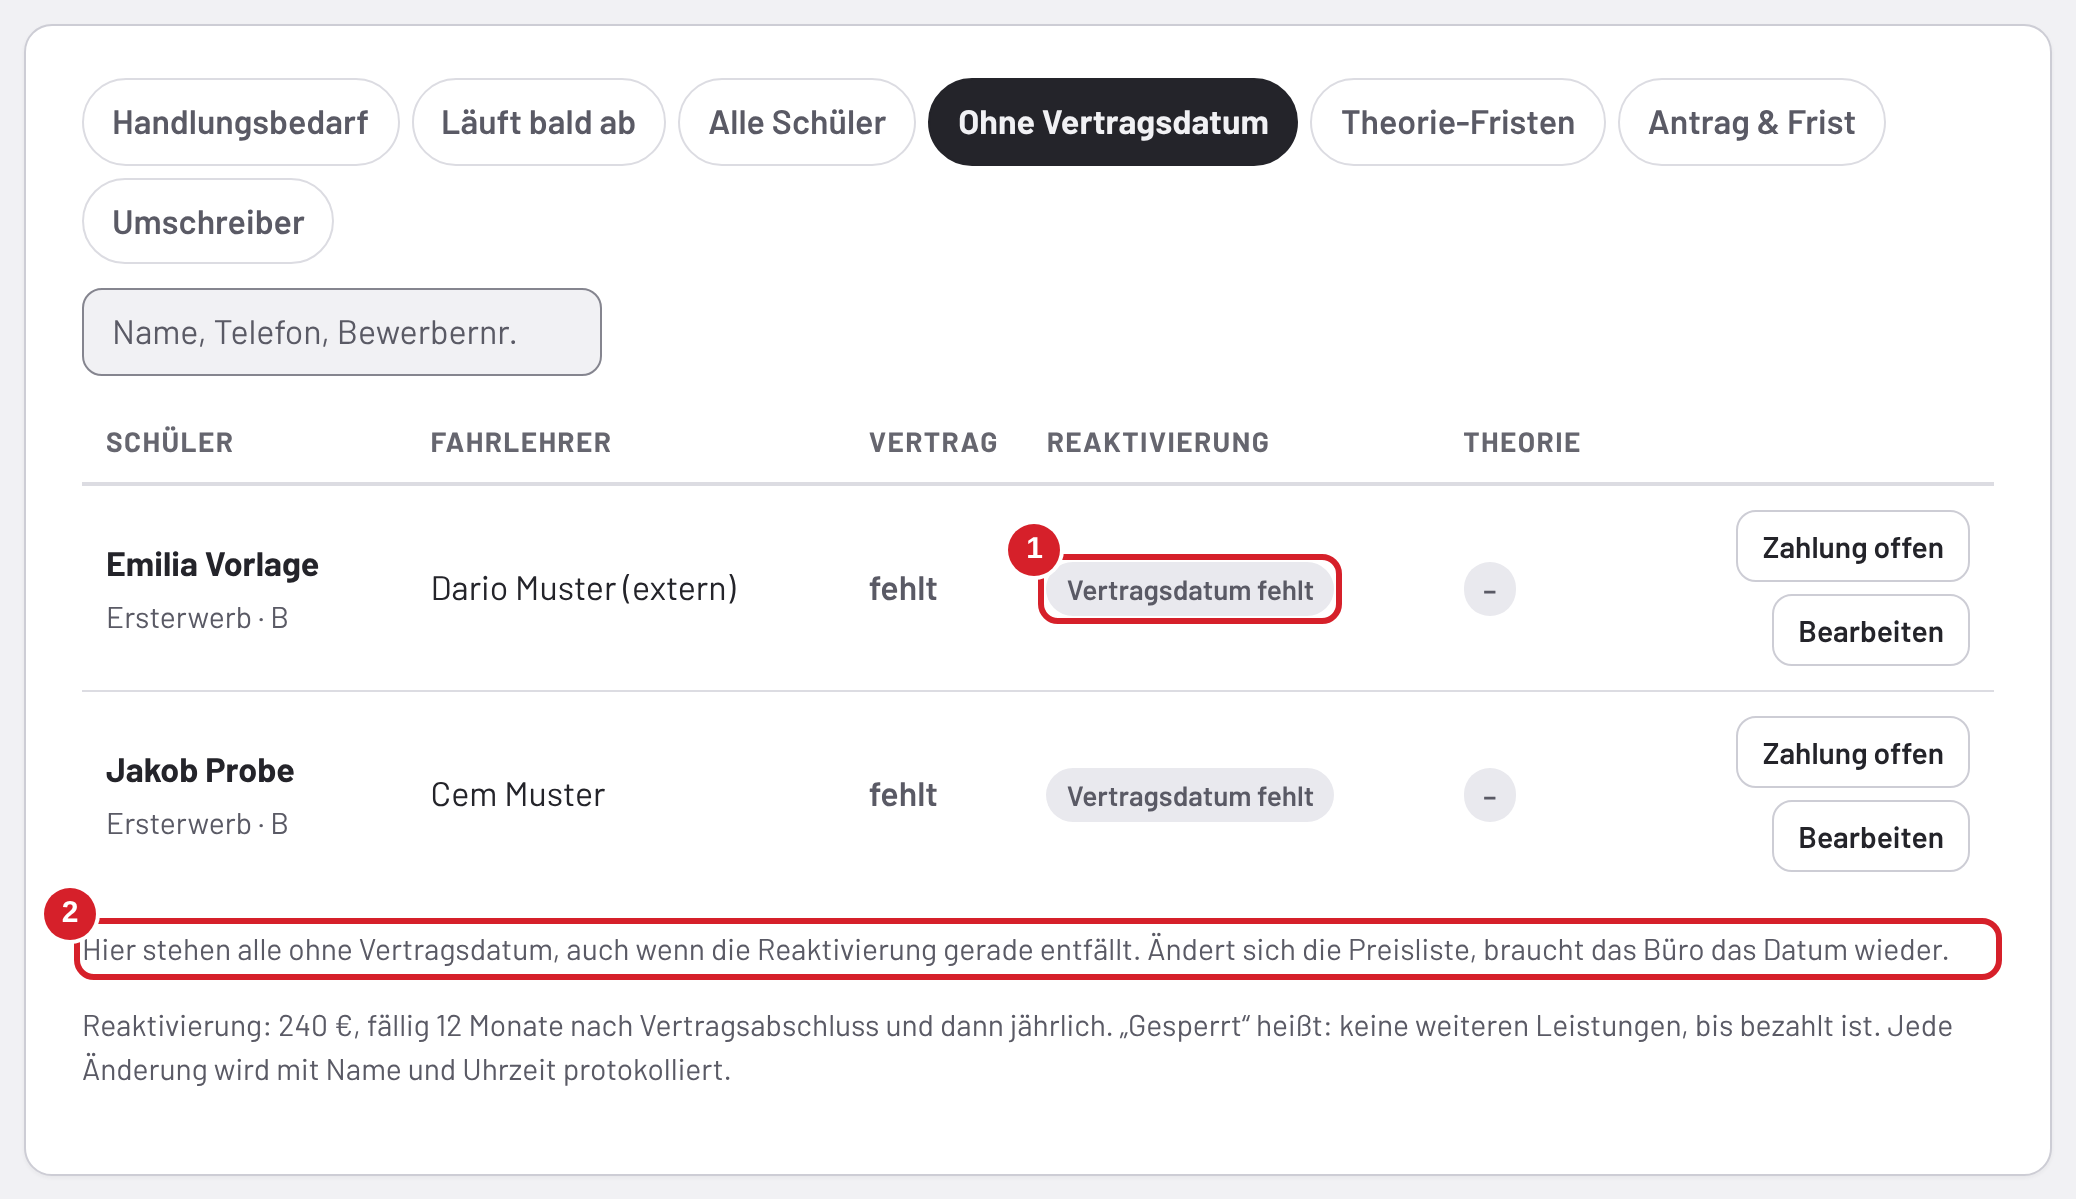 Handlungsbedarf Läuft bald ab Alle Schüler Ohne Vertragsdatum Theorie-Fristen Antrag & Frist
Umschreiber
Name, Telefon, Bewerbernr.
SCHÜLER FAHRLEHRER VERTRAG REAKTIVIERUNG THEORIE
1
Emilia Vorlage
Ersterwerb · B
Dario Muster (extern)
fehlt
Vertragsdatum fehlt
–
Zahlung offen
Bearbeiten
Jakob Probe
Ersterwerb · B
Cem Muster
fehlt
Vertragsdatum fehlt
–
Zahlung offen
Bearbeiten
2
Hier stehen alle ohne Vertragsdatum, auch wenn die Reaktivierung gerade entfällt. Ändert sich die Preisliste, braucht das Büro das Datum wieder.
Reaktivierung: 240 €, fällig 12 Monate nach Vertragsabschluss und dann jährlich. „Gesperrt“ heißt: keine weiteren Leistungen, bis bezahlt ist. Jede
Änderung wird mit Name und Uhrzeit protokolliert.